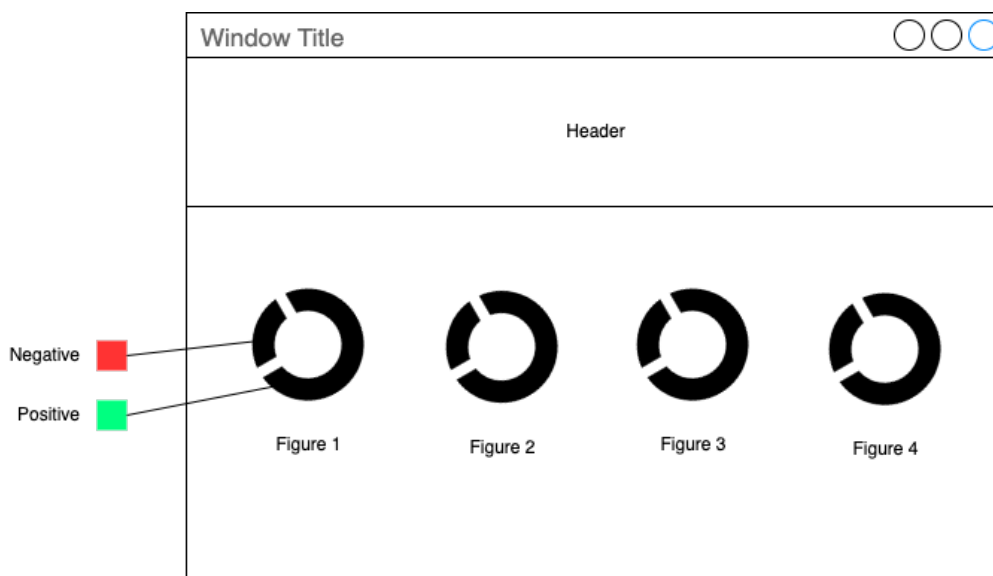 Window Title
Header
Negative
Positive
Figure 1
Figure 2
Figure 3
Figure 4